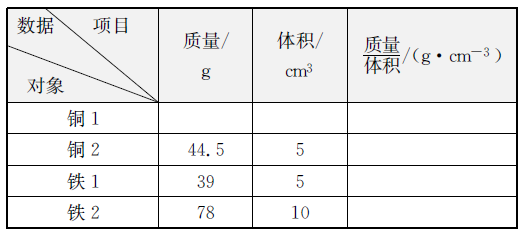 数据 项目
对象
质量/
g
体积/
cm³
质量/体积/(g·cm⁻³)
铜1
铜2 44.5 5
铁1 39 5
铁2 78 10